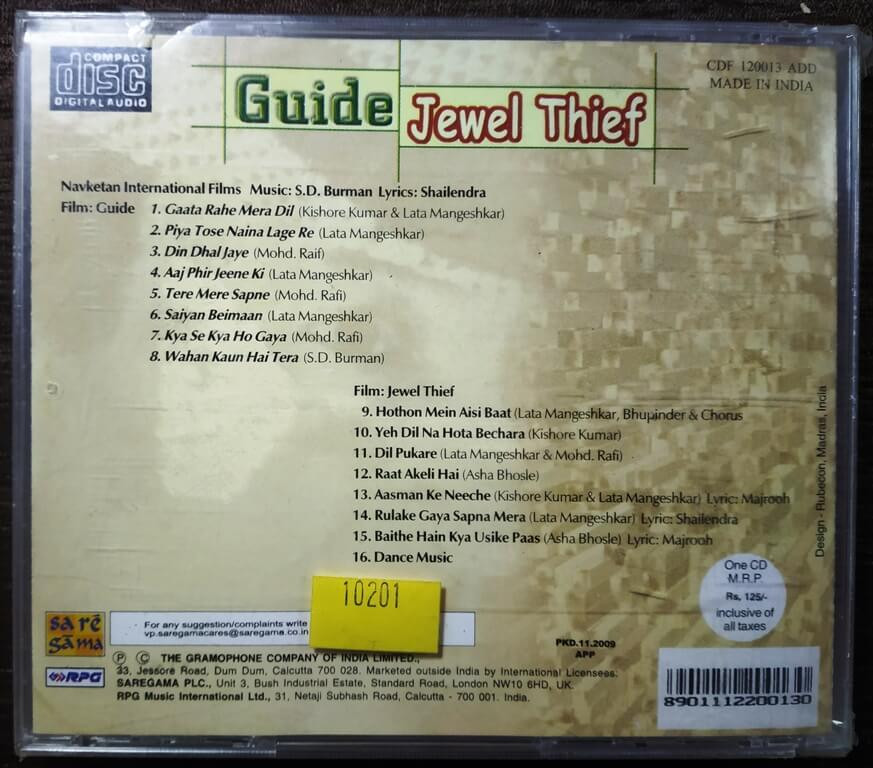 COMPACT
disc
DIGITAL AUDIO
Guide
Jewel Thief
CDF 120013 ADD
MADE IN INDIA
Navketan International Films Music: S.D. Burman Lyrics: Shailendra
Film: Guide 1. Gaata Rahe Mera Dil (Kishore Kumar & Lata Mangeshkar)
2. Piya Tose Naina Lage Re (Lata Mangeshkar)
3. Din Dhal Jaye (Mohd. Raif)
4. Aaj Phir Jeene Ki (Lata Mangeshkar)
5. Tere Mere Sapne (Mohd. Rafi)
6. Saiyan Beimaan (Lata Mangeshkar)
7. Kya Se Kya Ho Gaya (Mohd. Rafi)
8. Wahan Kaun Hai Tera (S.D. Burman)
Film: Jewel Thief
9. Hothon Mein Aisi Baat (Lata Mangeshkar, Bhupinder & Chorus
10. Yeh Dil Na Hota Bechara (Kishore Kumar)
11. Dil Pukare (Lata Mangeshkar & Mohd. Rafi)
12. Raat Akeli Hai (Asha Bhosle)
13. Aasman Ke Neeche (Kishore Kumar & Lata Mangeshkar) Lyric: Majrooh
14. Rulake Gaya Sapna Mera (Lata Mangeshkar) Lyric: Shailendra
15. Baithe Hain Kya Usike Paas (Asha Bhosle) Lyric: Majrooh
16. Dance Music
Design - Rubecon, Madras, India
One CD
M.R.P.
Rs. 125/-
inclusive of
all taxes
10201
sa rē
gā ma
For any suggestion/complaints write
vp.saregamacares@saregama.co.in
PKD.11.2009
APP
RPG
℗ © THE GRAMOPHONE COMPANY OF INDIA LIMITED.,
33, Jessore Road, Dum Dum, Calcutta 700 028. Marketed outside India by International Licensees:
SAREGAMA PLC., Unit 3, Bush Industrial Estate, Standard Road, London NW10 6HD, UK.
RPG Music International Ltd., 31, Netaji Subhash Road, Calcutta - 700 001. India.
8901112200130